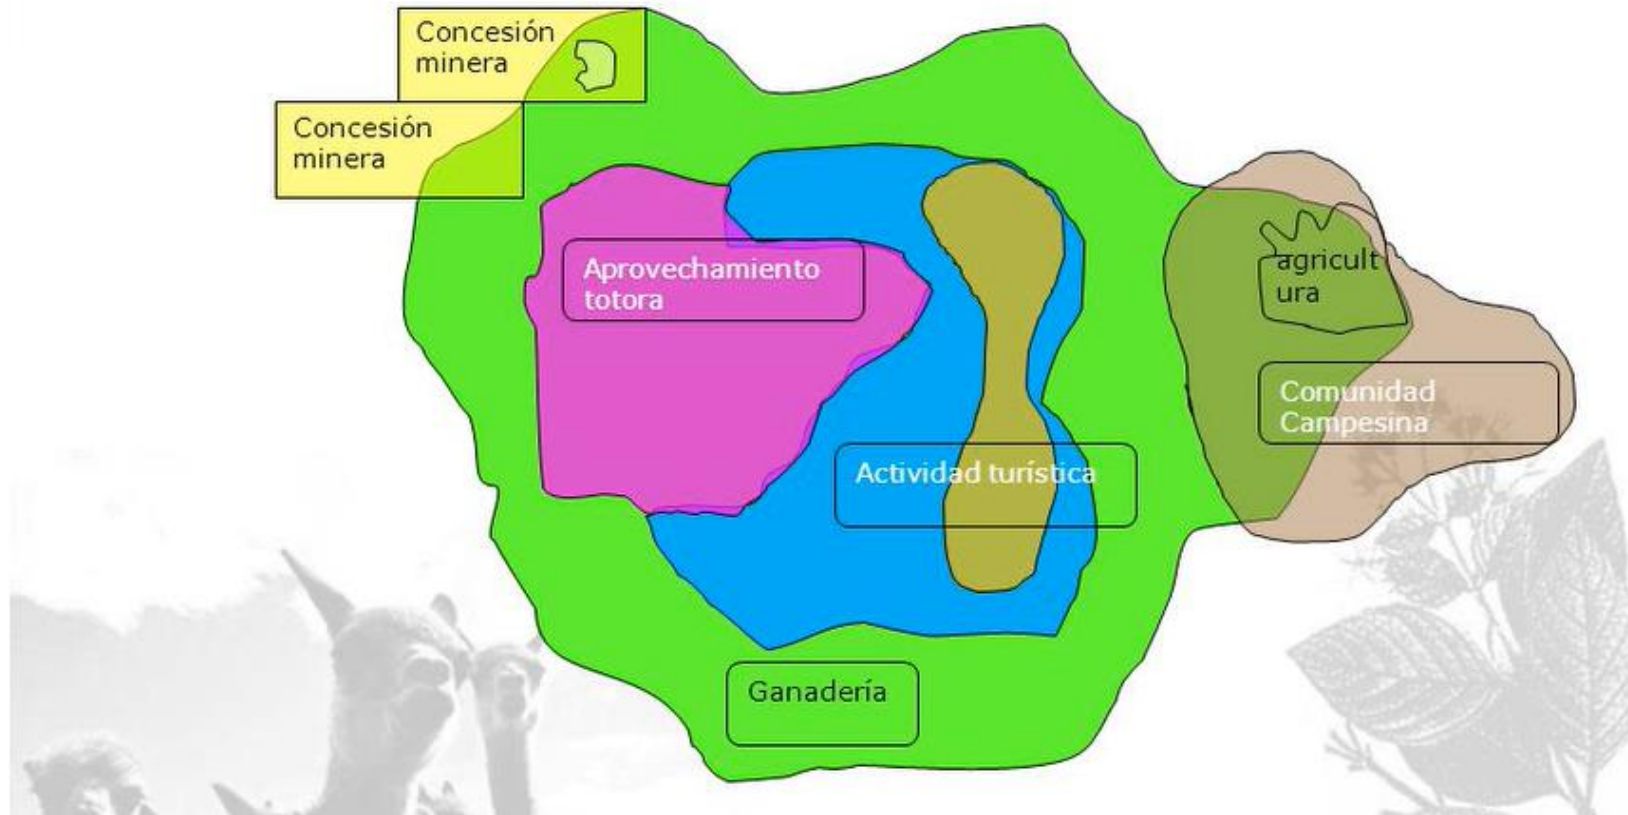 Concesión
minera
Concesión
minera
Aprovechamiento
totora
agricult
ura
Comunidad
Campesina
Actividad turística
Ganadería